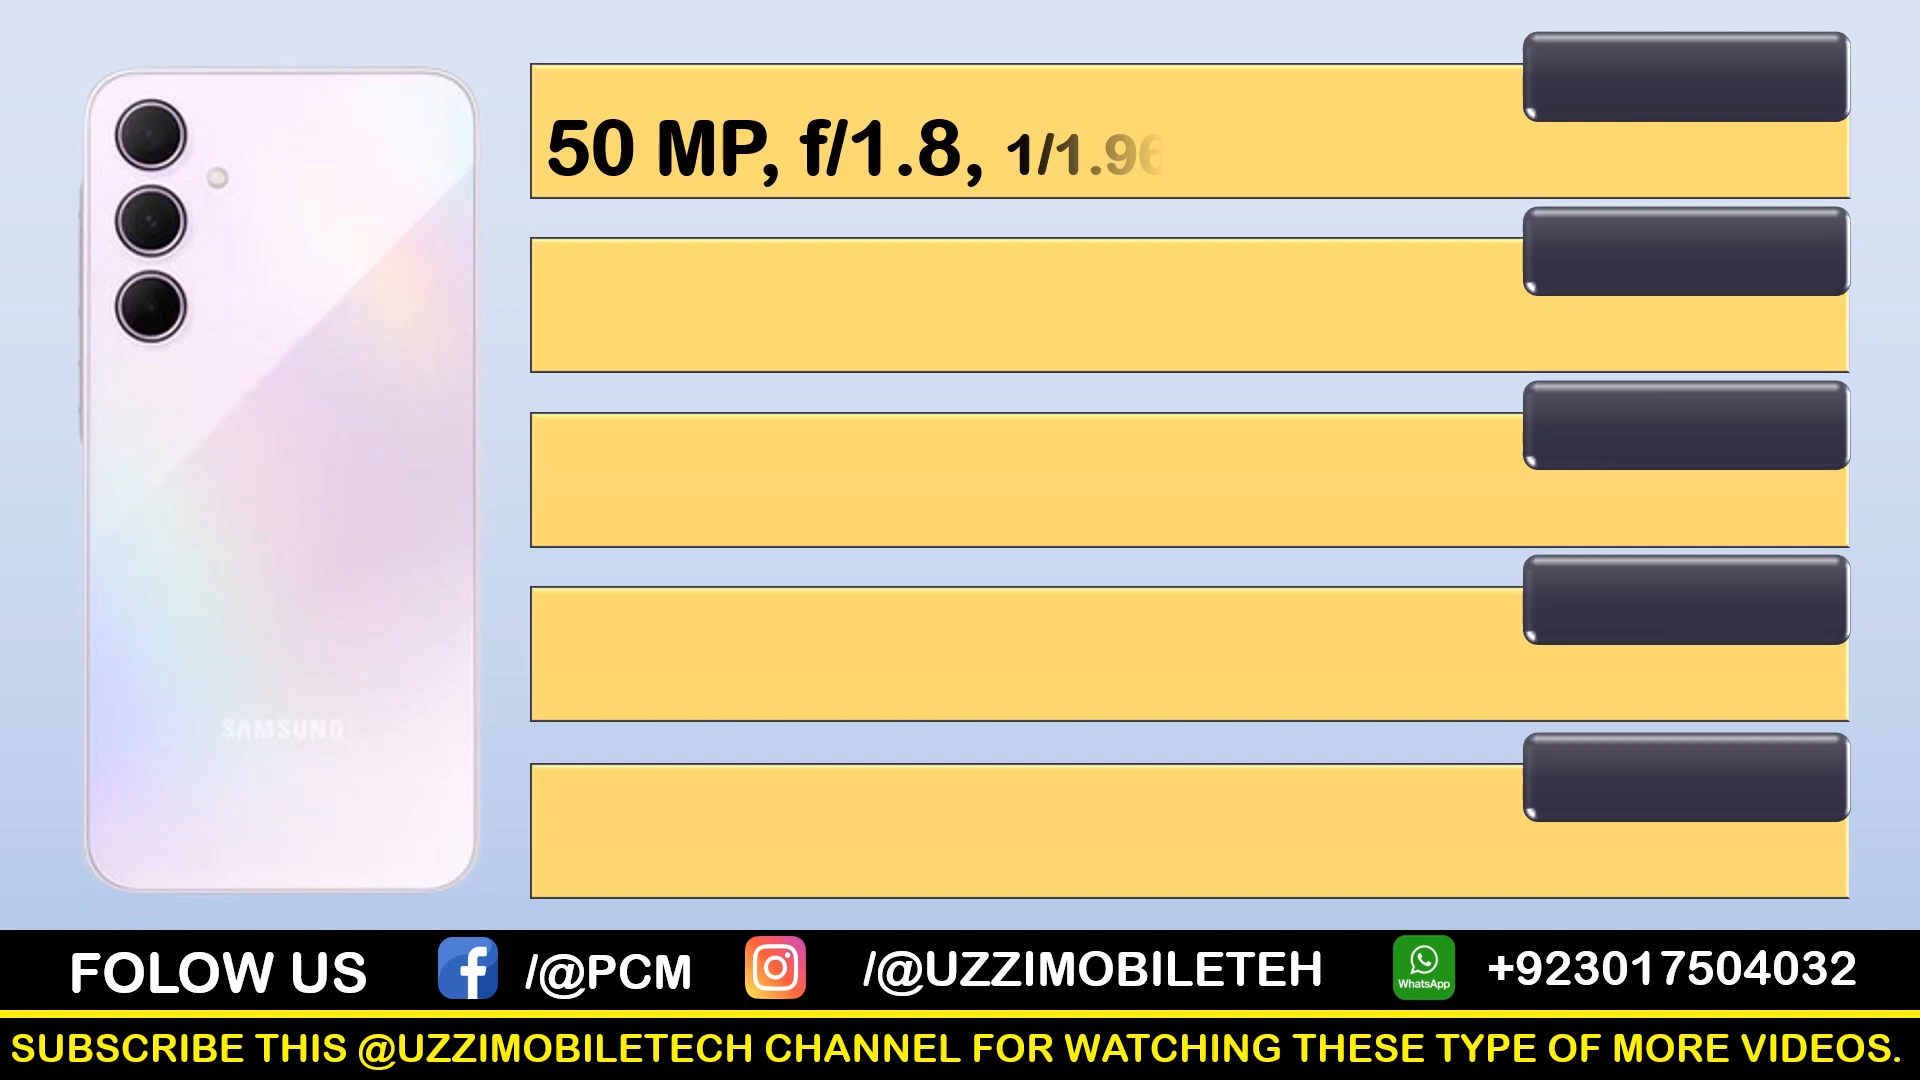 50 MP, f/1.8, 1/1.96
SAMSUNG
FOLOW US /@PCM /@UZZIMOBILETEH WhatsApp +923017504032
SUBSCRIBE THIS @UZZIMOBILETECH CHANNEL FOR WATCHING THESE TYPE OF MORE VIDEOS.